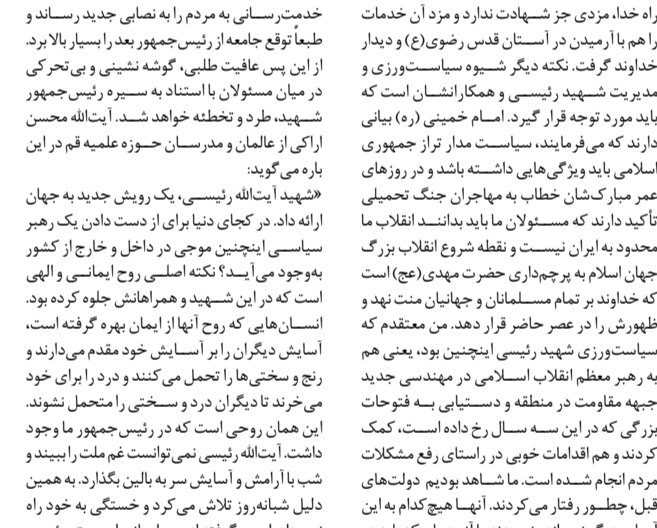 راه خدا، مزدی جز شهادت ندارد و مزد آن خدمات
را هم با آرمیدن در آستان قدس رضوی(ع) و دیدار
خداوند گرفت. نکته دیگر شیوه سیاست‌ورزی و
مدیریت شهید رئیسی و همکارانشان است که
باید مورد توجه قرار گیرد. امام خمینی (ره) بیانی
دارند که می‌فرمایند، سیاست مدار تراز جمهوری
اسلامی باید ویژگی‌هایی داشته باشد و در روزهای
عمر مبارک‌شان خطاب به مهاجران جنگ تحمیلی
تأکید دارند که مسئولان ما باید بدانند انقلاب ما
محدود به ایران نیست و نقطه شروع انقلاب بزرگ
جهان اسلام به پرچم‌داری حضرت مهدی(عج) است
که خداوند بر تمام مسلمانان و جهانیان منت نهد و
ظهورش را در عصر حاضر قرار دهد. من معتقدم که
سیاست‌ورزی شهید رئیسی اینچنین بود، یعنی هم
به رهبر معظم انقلاب اسلامی در مهندسی جدید
جبهه مقاومت در منطقه و دستیابی به فتوحات
بزرگی که در این سه سال رخ داده است، کمک
کردند و هم اقدامات خوبی در راستای رفع مشکلات
مردم انجام شده است. ما شاهد بودیم دولت‌های
قبل، چطور رفتار می‌کردند. آنها هیچ‌کدام به این
خدمت‌رسانی به مردم را به نصابی جدید رساند و
طبعاً توقع جامعه از رئیس‌جمهور بعد را بسیار بالا برد.
از این پس عافیت طلبی، گوشه نشینی و بی‌تحرکی
در میان مسئولان با استناد به سیره رئیس‌جمهور
شهید، طرد و تخطئه خواهد شد. آیت‌الله محسن
اراکی از عالمان و مدرسان حوزه علمیه قم در این
باره می‌گوید:
«شهید آیت‌الله رئیسی، یک رویش جدید به جهان
ارائه داد. در کجای دنیا برای از دست دادن یک رهبر
سیاسی اینچنین موجی در داخل و خارج از کشور
به‌وجود می‌آید؟ نکته اصلی روح ایمانی و الهی
است که در این شهید و همراهانش جلوه کرده بود.
انسان‌هایی که روح آنها از ایمان بهره گرفته است،
آسایش دیگران را بر آسایش خود مقدم می‌دارند و
رنج و سختی‌ها را تحمل می‌کنند و درد را برای خود
می‌خرند تا دیگران درد و سختی را متحمل نشوند.
این همان روحی است که در رئیس‌جمهور ما وجود
داشت. آیت‌الله رئیسی نمی‌توانست غم ملت را ببیند و
شب با آرامش و آسایش سر به بالین بگذارد. به همین
دلیل شبانه‌روز تلاش می‌کرد و خستگی به خود راه